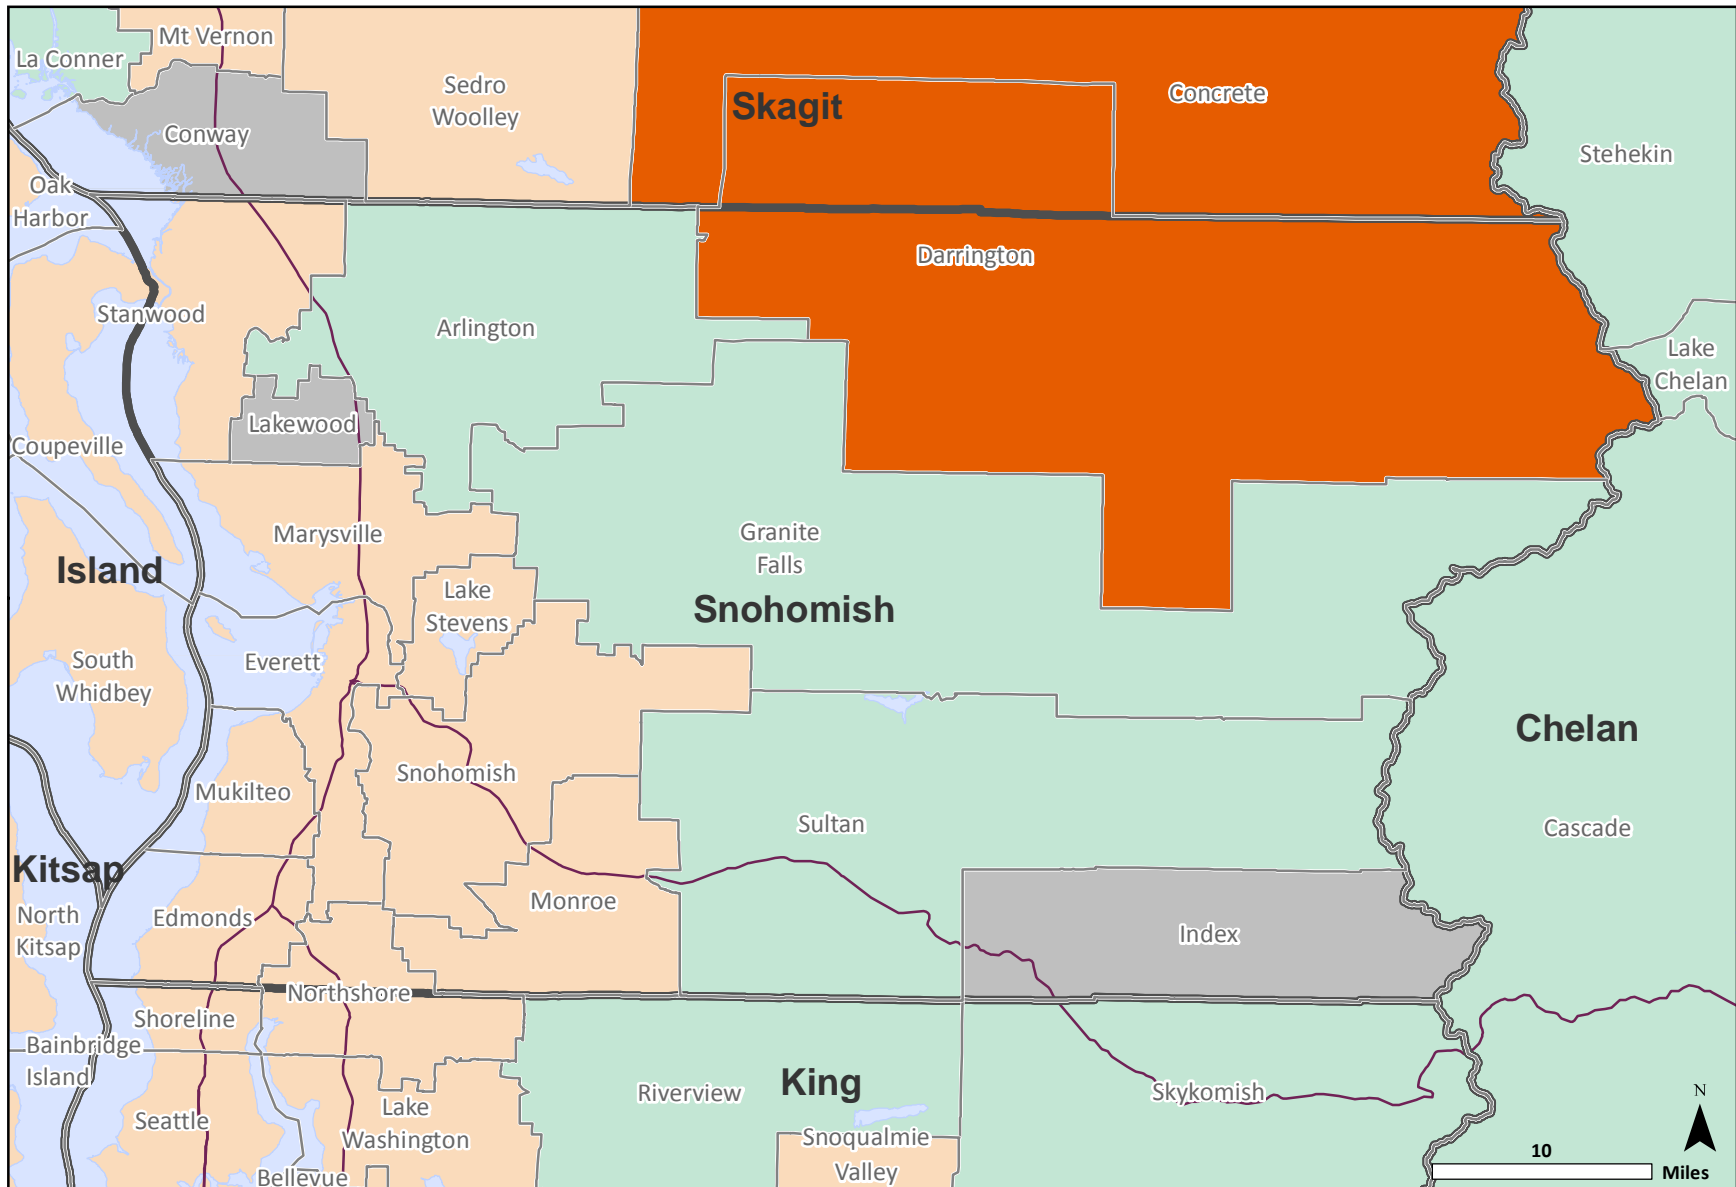 Mt Vernon
La Conner
Sedro
Woolley
Skagit
Concrete
Conway
Stehekin
Oak
Harbor
Darrington
Stanwood
Arlington
Lake
Chelan
Lakewood
Coupeville
Marysville
Granite
Falls
Island
Lake
Stevens
Snohomish
South
Whidbey
Everett
Chelan
Snohomish
Mukilteo
Sultan
Cascade
Kitsap
North
Kitsap
Edmonds
Monroe
Index
Northshore
Shoreline
Bainbridge
Island
King
Riverview
Skykomish
Seattle
Lake
Washington
Snoqualmie
Valley
Bellevue
N
10
Miles